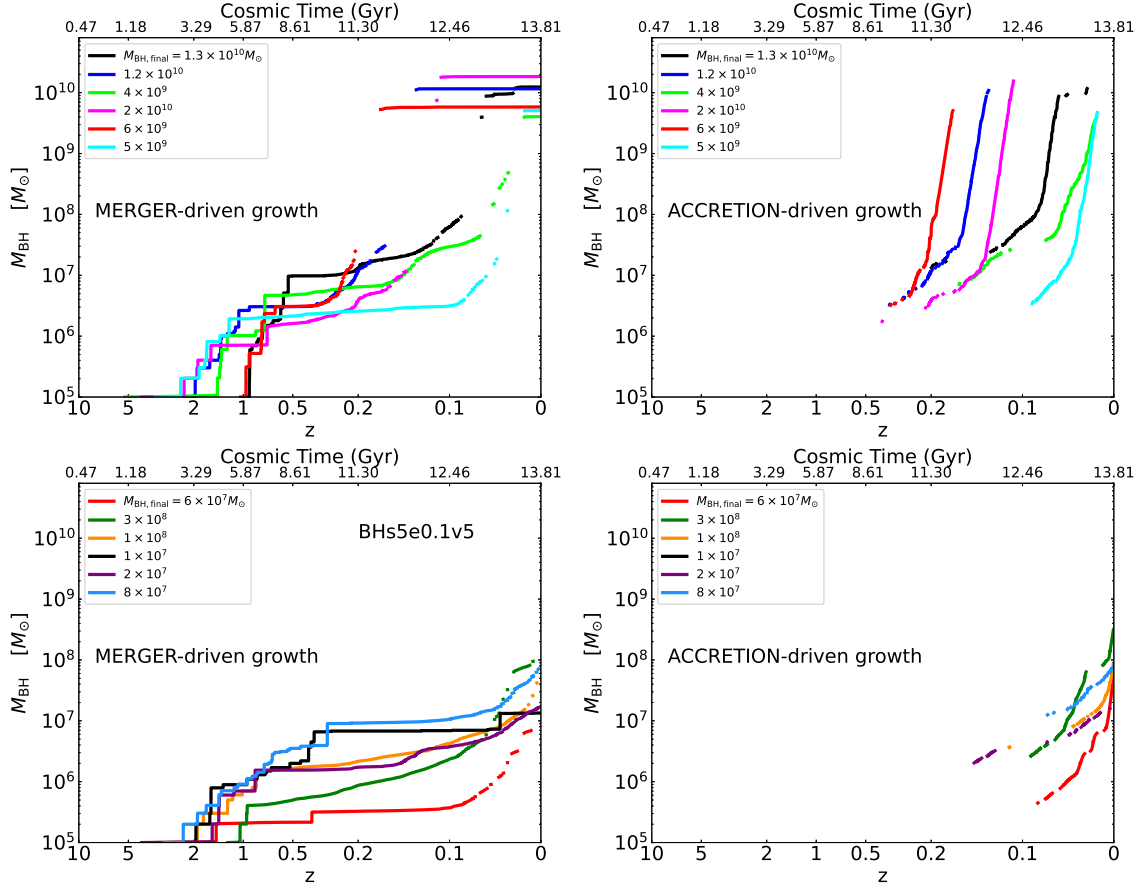 Cosmic Time (Gyr) Cosmic Time (Gyr)
0.47 1.18 3.29 5.87 8.61 11.30 12.46 13.81 0.47 1.18 3.29 5.87 8.61 11.30 12.46 13.81
M_BH,final = 1.3 × 10^10 M_⊙ M_BH,final = 1.3 × 10^10 M_⊙
1.2 × 10^10 1.2 × 10^10
4 × 10^9 4 × 10^9
2 × 10^10 2 × 10^10
6 × 10^9 6 × 10^9
5 × 10^9 5 × 10^9
10^10 10^10
10^9 10^9
10^8 10^8
10^7 10^7
10^6 10^6
10^5 10^5
M_BH [M_⊙] M_BH [M_⊙]
MERGER-driven growth ACCRETION-driven growth
10 5 2 1 0.5 0.2 0.1 0 10 5 2 1 0.5 0.2 0.1 0
z z
Cosmic Time (Gyr) Cosmic Time (Gyr)
0.47 1.18 3.29 5.87 8.61 11.30 12.46 13.81 0.47 1.18 3.29 5.87 8.61 11.30 12.46 13.81
M_BH,final = 6 × 10^7 M_⊙ M_BH,final = 6 × 10^7 M_⊙
3 × 10^8 3 × 10^8
1 × 10^8 1 × 10^8
1 × 10^7 1 × 10^7
2 × 10^7 2 × 10^7
8 × 10^7 8 × 10^7
BHs5e0.1v5
10^10 10^10
10^9 10^9
10^8 10^8
10^7 10^7
10^6 10^6
10^5 10^5
M_BH [M_⊙] M_BH [M_⊙]
MERGER-driven growth ACCRETION-driven growth
10 5 2 1 0.5 0.2 0.1 0 10 5 2 1 0.5 0.2 0.1 0
z z